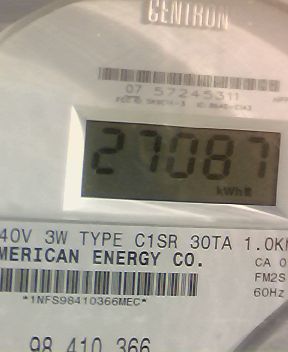 CENTRON
07 57245311
27087
kWh
40V 3W TYPE C1SR 30TA 1.0K
MERICAN ENERGY CO.
CA 0
FM2S
*1NFS98410366MEC*
60Hz
98 410 366